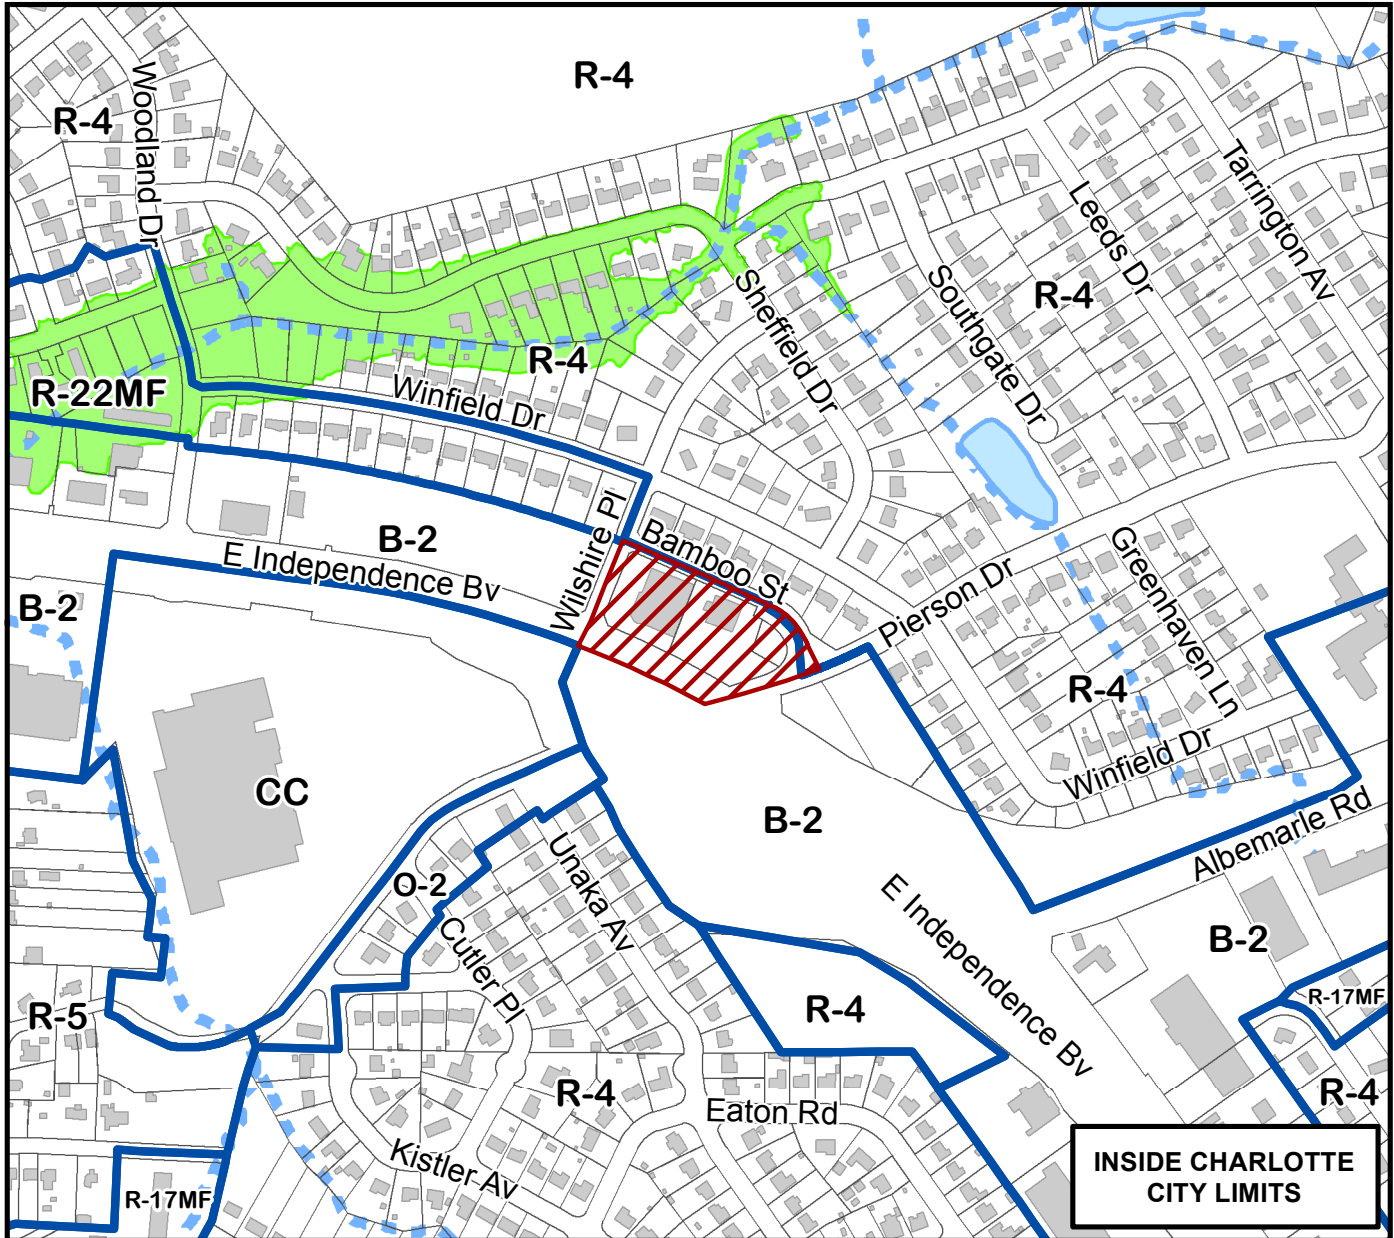 R-4
R-4
Woodland Dr
Tarrington Av
Leeds Dr
R-4
Southgate Dr
Sheffield Dr
R-4
R-22MF
Winfield Dr
Wilshire Pl
Bamboo St
B-2
E Independence Bv
Pierson Dr
Greenhaven Ln
B-2
R-4
Winfield Dr
CC
B-2
Albemarle Rd
O-2
Unaka Av
Cutler Pl
E Independence Bv
B-2
R-5
R-4
R-17MF
R-4
R-4
Eaton Rd
Kistler Av
R-17MF
INSIDE CHARLOTTE
CITY LIMITS